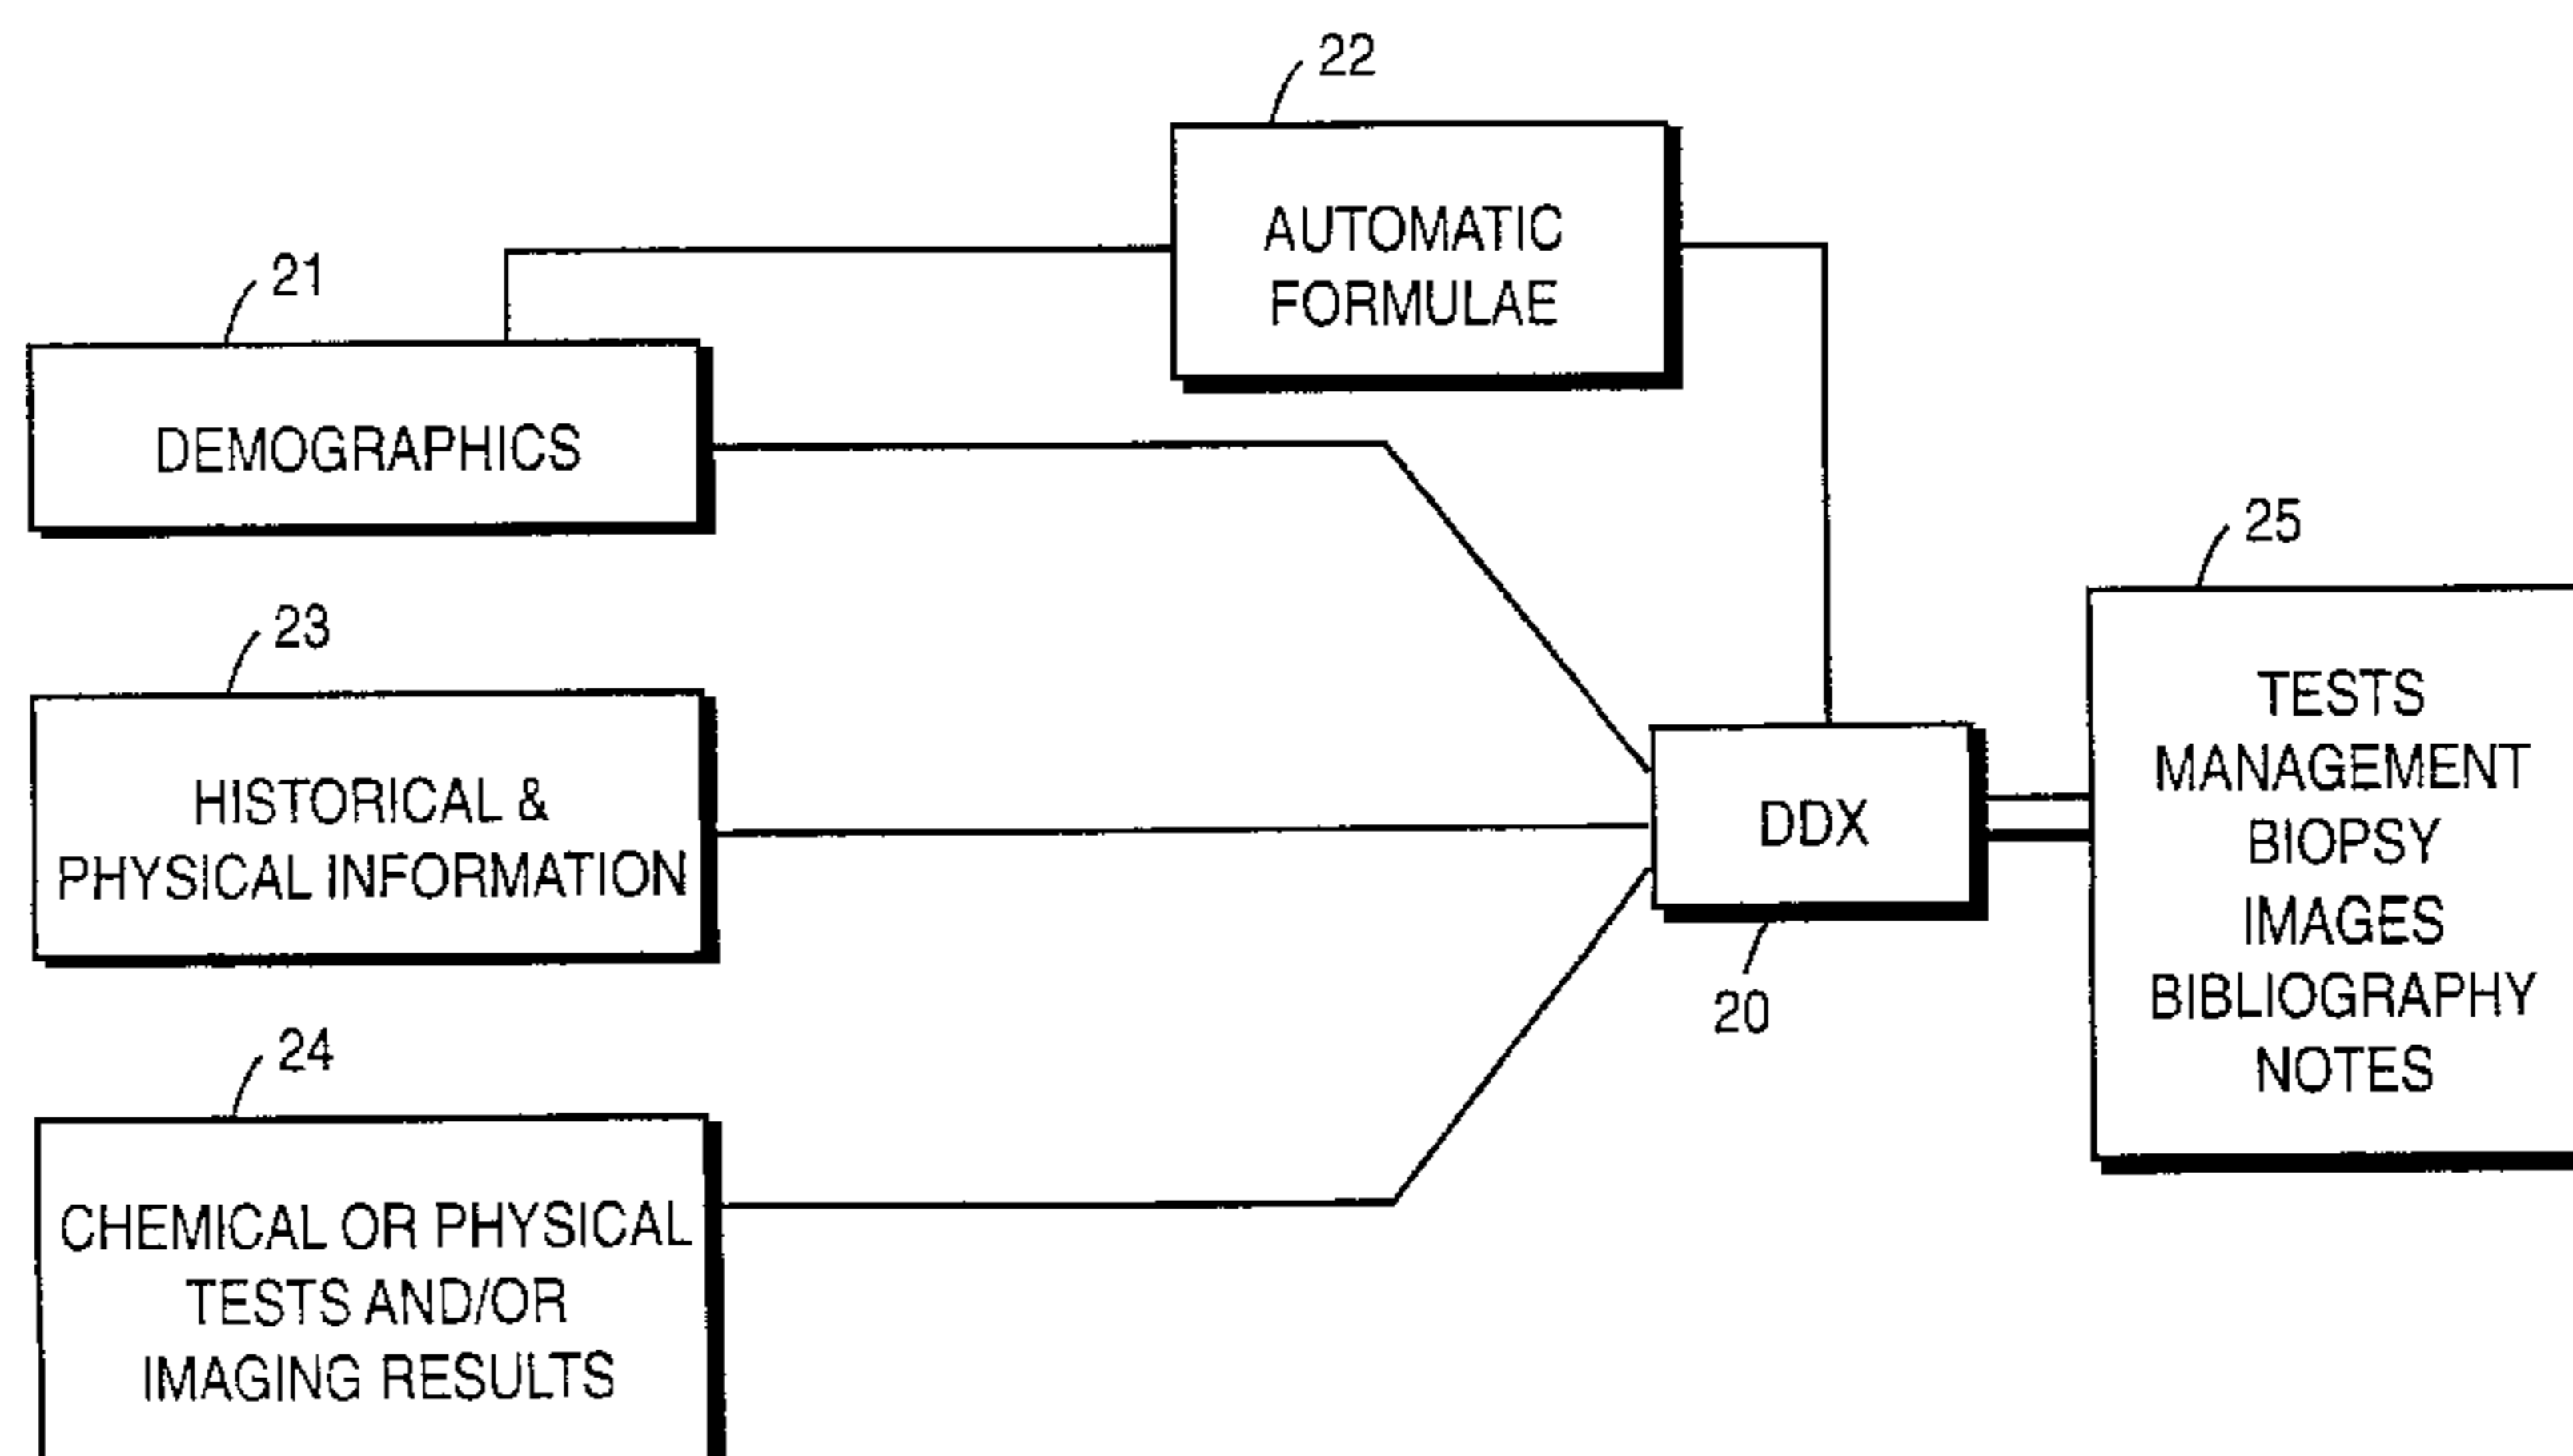 22
AUTOMATIC
FORMULAE
21
DEMOGRAPHICS
23
HISTORICAL &
PHYSICAL INFORMATION
24
CHEMICAL OR PHYSICAL
TESTS AND/OR
IMAGING RESULTS
DDX
20
25
TESTS
MANAGEMENT
BIOPSY
IMAGES
BIBLIOGRAPHY
NOTES